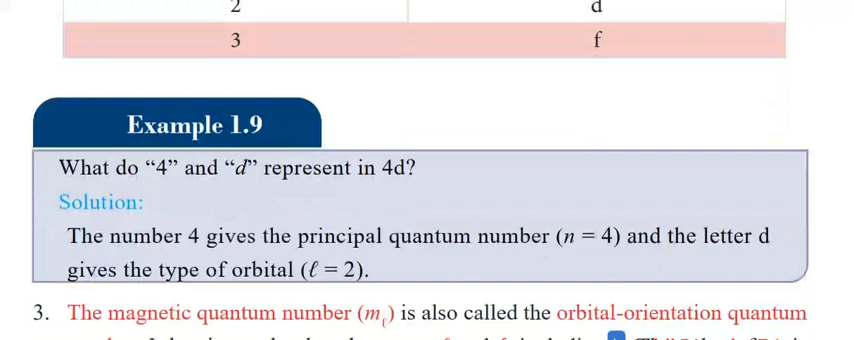 2 d
3 f
Example 1.9
What do “4” and “d” represent in 4d?
Solution:
The number 4 gives the principal quantum number (n = 4) and the letter d
gives the type of orbital (ℓ = 2).
3. The magnetic quantum number (mℓ) is also called the orbital-orientation quantum